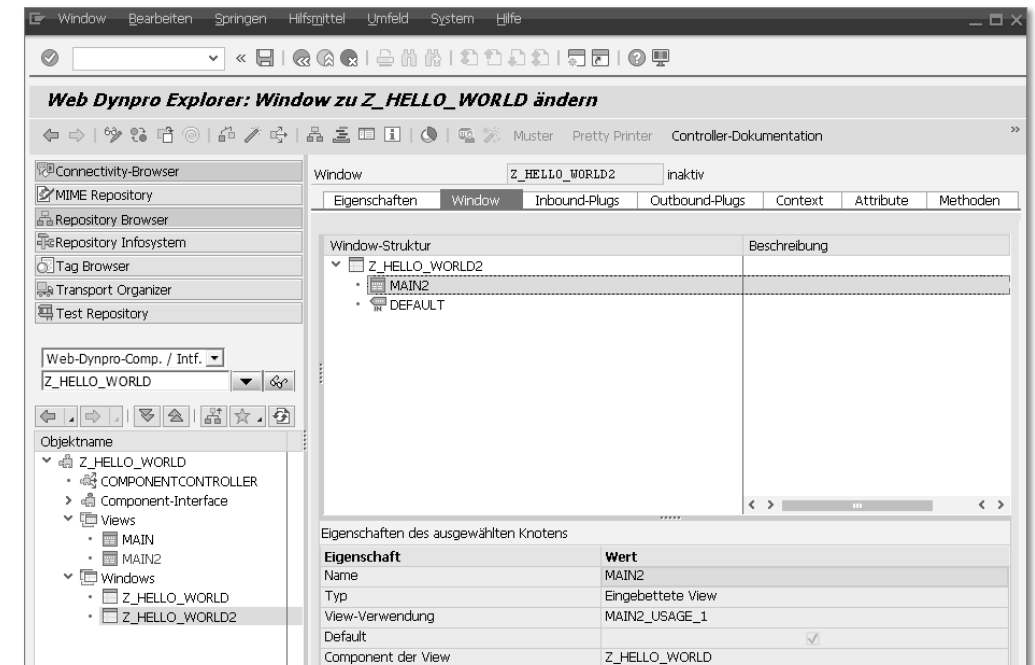 Window Bearbeiten Springen Hilfsmittel Umfeld System Hilfe
Web Dynpro Explorer: Window zu Z_HELLO_WORLD ändern
Muster Pretty Printer Controller-Dokumentation
Connectivity-Browser
MIME Repository
Repository Browser
Repository Infosystem
Tag Browser
Transport Organizer
Test Repository
Web-Dynpro-Comp. / Intf.
Z_HELLO_WORLD
Objektname
Z_HELLO_WORLD
COMPONENTCONTROLLER
Component-Interface
Views
MAIN
MAIN2
Windows
Z_HELLO_WORLD
Z_HELLO_WORLD2
Window Z_HELLO_WORLD2 inaktiv
Eigenschaften Window Inbound-Plugs Outbound-Plugs Context Attribute Methoden
Window-Struktur Beschreibung
Z_HELLO_WORLD2
MAIN2
DEFAULT
Eigenschaften des ausgewählten Knotens
Eigenschaft Wert
Name MAIN2
Typ Eingebettete View
View-Verwendung MAIN2_USAGE_1
Default
Component der View Z_HELLO_WORLD